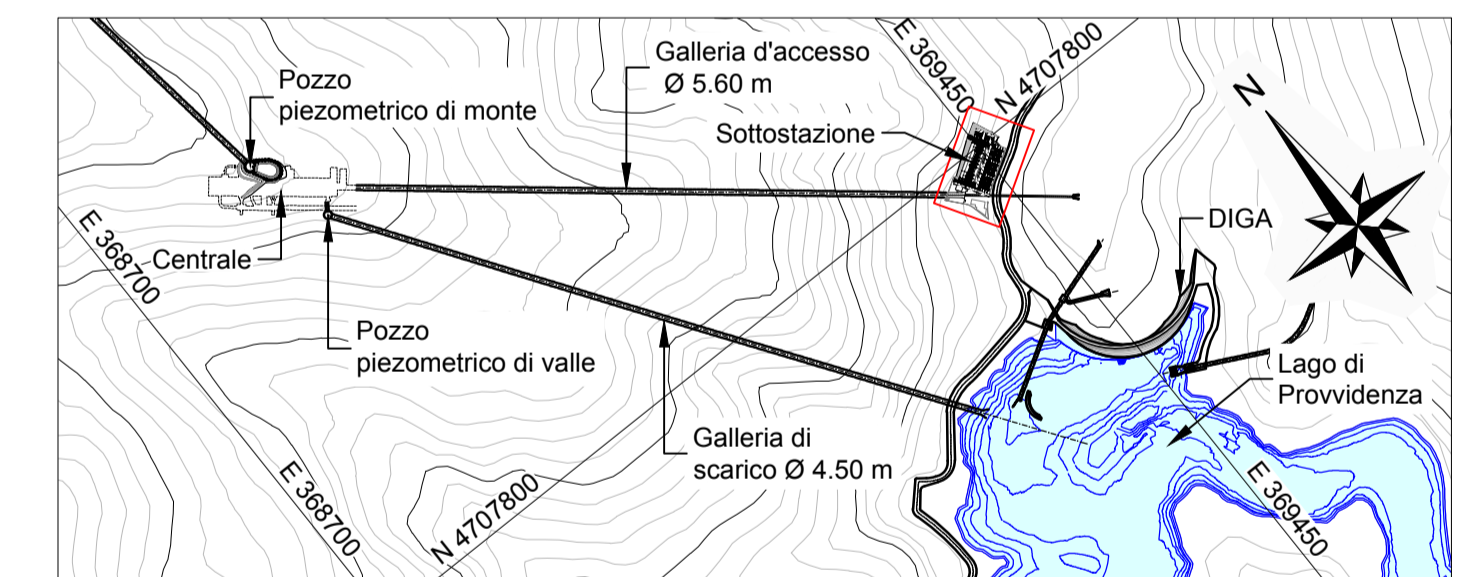 Pozzo
piezometrico di monte
Galleria d'accesso
Ø 5.60 m
E 369450
N 4707800
Sottostazione
N
DIGA
E 368700
Centrale
Pozzo
piezometrico di valle
Lago di
Provvidenza
Galleria di
scarico Ø 4.50 m
E 368700
N 4707800
E 369450